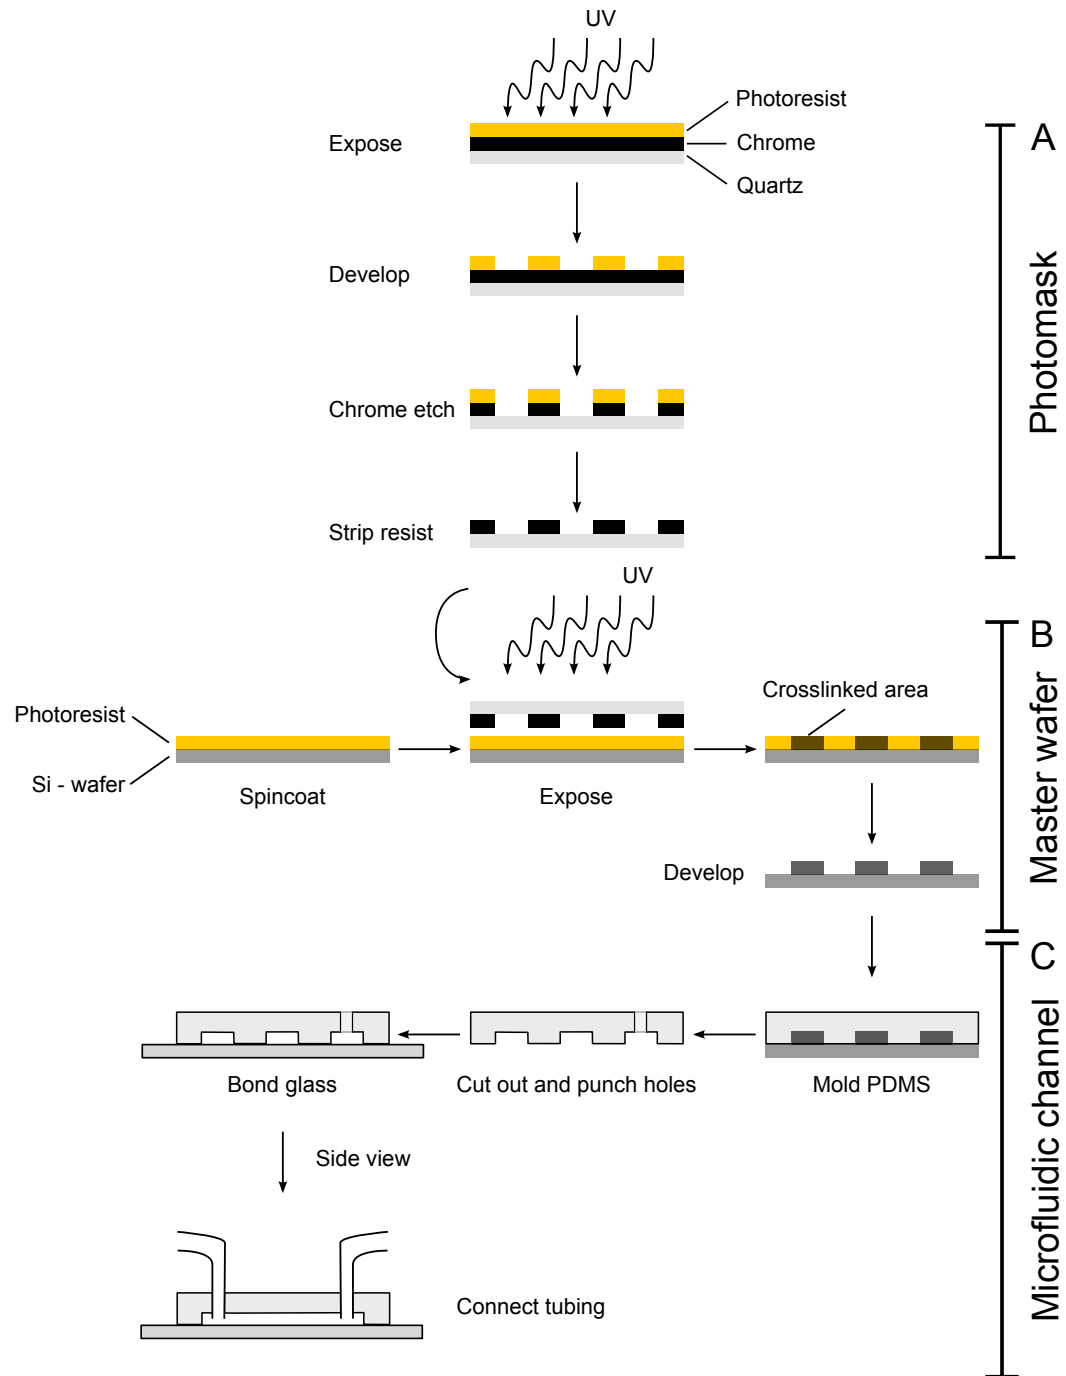 UV
Photoresist
Expose
Chrome
Quartz
A
Photomask
Develop
Chrome etch
Strip resist
UV
B
Master wafer
Crosslinked area
Photoresist
Si - wafer
Spincoat
Expose
Develop
C
Microfluidic channel
Bond glass
Cut out and punch holes
Mold PDMS
Side view
Connect tubing